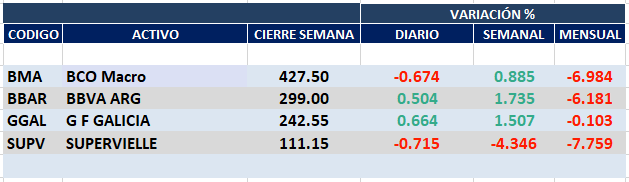 VARIACIÓN %
CODIGO ACTIVO CIERRE SEMANA DIARIO SEMANAL MENSUAL
BMA BCO Macro 427.50 -0.674 0.885 -6.984
BBAR BBVA ARG 299.00 0.504 1.735 -6.181
GGAL G F GALICIA 242.55 0.664 1.507 -0.103
SUPV SUPERVIELLE 111.15 -0.715 -4.346 -7.759